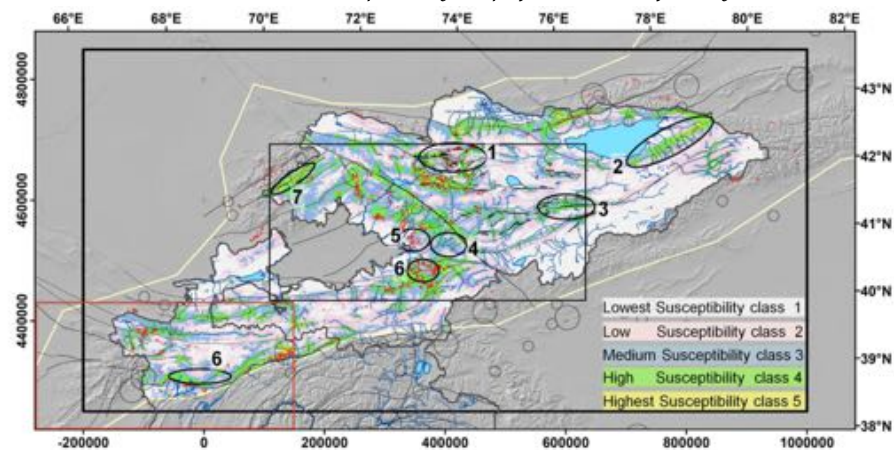 66°E 68°E 70°E 72°E 74°E 76°E 78°E 80°E 82°E
4800000
43°N
1
2
42°N
7
4600000
3
41°N
5
4
6
40°N
Lowest Susceptibility class 1
4400000
Low Susceptibility class 2
Medium Susceptibility class 3
39°N
6
High Susceptibility class 4
Highest Susceptibility class 5
38°N
-200000 0 200000 400000 600000 800000 1000000